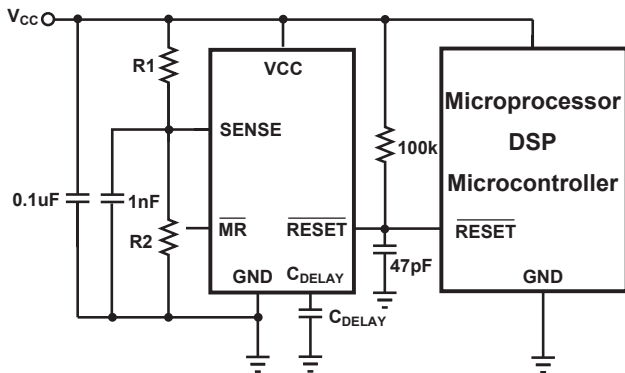 VCC
R1
VCC
Microprocessor
DSP
Microcontroller
SENSE
100k
0.1uF
1nF
R2
MR
RESET
RESET
47pF
GND
CDELAY
GND
CDELAY